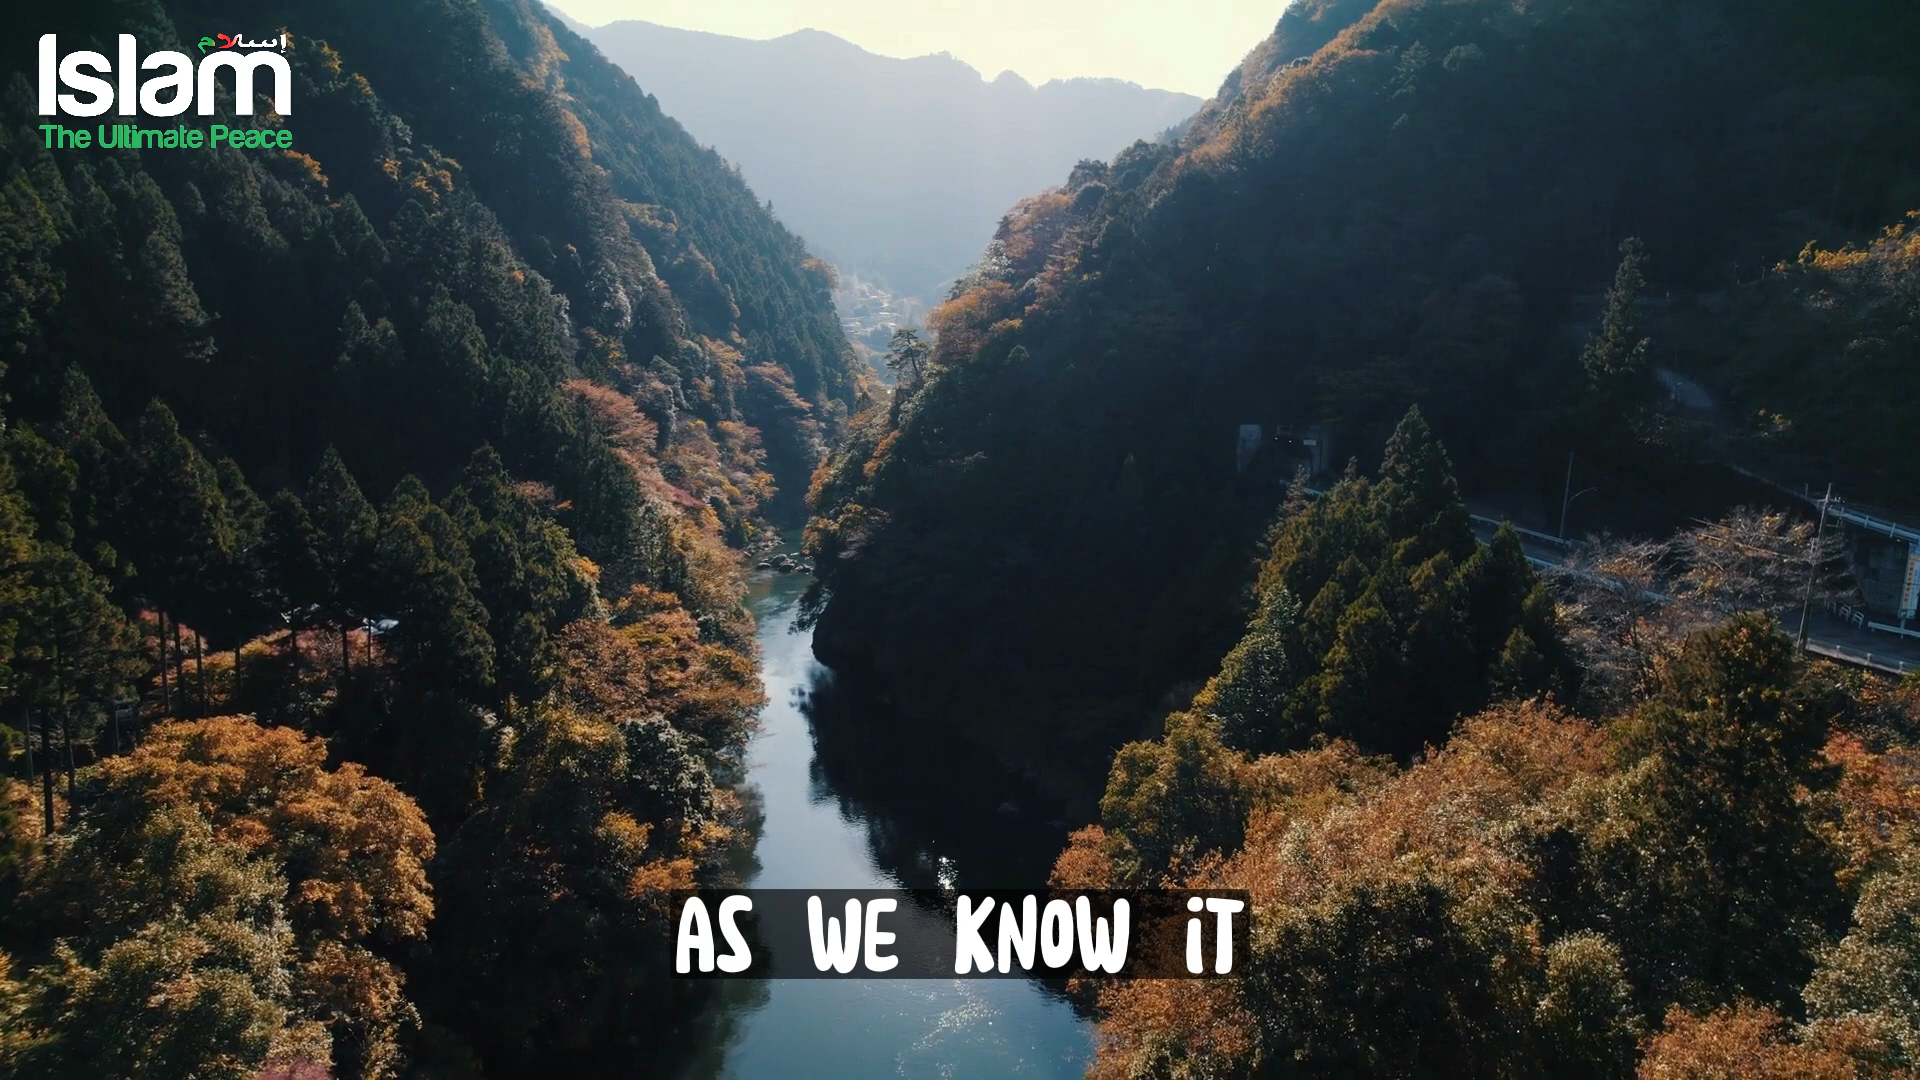 إسلام
Islam
The Ultimate Peace
AS WE KNOW iT